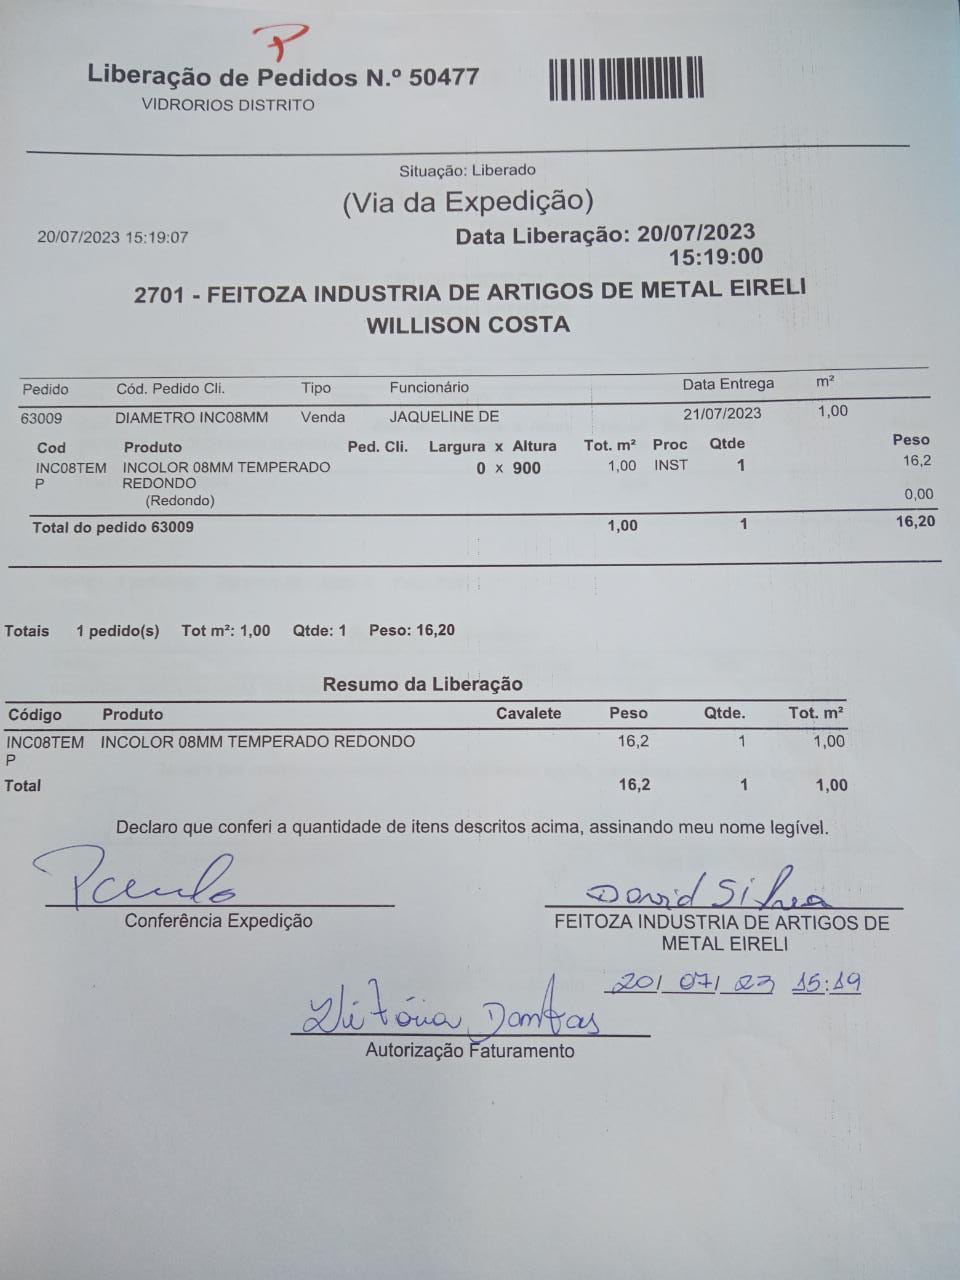 P
Liberação de Pedidos N.º 50477
VIDRORIOS DISTRITO
Situação: Liberado
(Via da Expedição)
20/07/2023 15:19:07
Data Liberação: 20/07/2023
15:19:00
2701 - FEITOZA INDUSTRIA DE ARTIGOS DE METAL EIRELI
WILLISON COSTA
Pedido Cód. Pedido Cli. Tipo Funcionário Data Entrega m²
63009 DIAMETRO INC08MM Venda JAQUELINE DE 21/07/2023 1,00
Cod Produto Ped. Cli. Largura x Altura Tot. m² Proc Qtde Peso
INC08TEM INCOLOR 08MM TEMPERADO 0 x 900 1,00 INST 1 16,2
P REDONDO
(Redondo) 0,00
Total do pedido 63009 1,00 1 16,20
Totais 1 pedido(s) Tot m²: 1,00 Qtde: 1 Peso: 16,20
Resumo da Liberação
Código Produto Cavalete Peso Qtde. Tot. m²
INC08TEM INCOLOR 08MM TEMPERADO REDONDO 16,2 1 1,00
P
Total 16,2 1 1,00
Declaro que conferi a quantidade de itens descritos acima, assinando meu nome legível.
Paulo David Silva
Conferência Expedição FEITOZA INDUSTRIA DE ARTIGOS DE
METAL EIRELI
20/ 07/ 23 15:19
Vitória Dantas
Autorização Faturamento